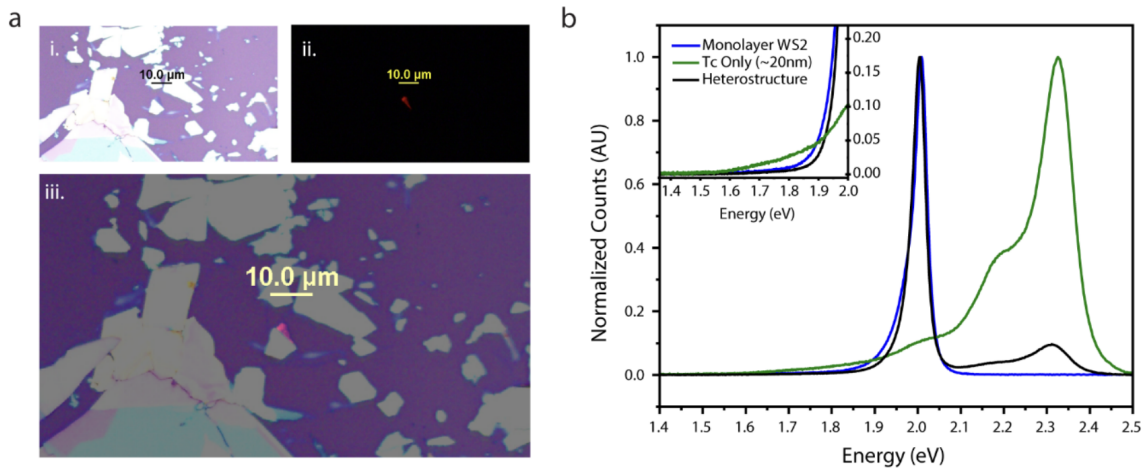 a
i.
10.0 µm
ii.
10.0 µm
iii.
10.0 µm
b
Normalized Counts (AU)
1.0
0.8
0.6
0.4
0.2
0.0
Monolayer WS2
Tc Only (~20nm)
Heterostructure
0.20
0.15
0.10
0.05
0.00
1.4 1.5 1.6 1.7 1.8 1.9 2.0
Energy (eV)
1.4 1.5 1.6 1.7 1.8 1.9 2.0 2.1 2.2 2.3 2.4 2.5
Energy (eV)